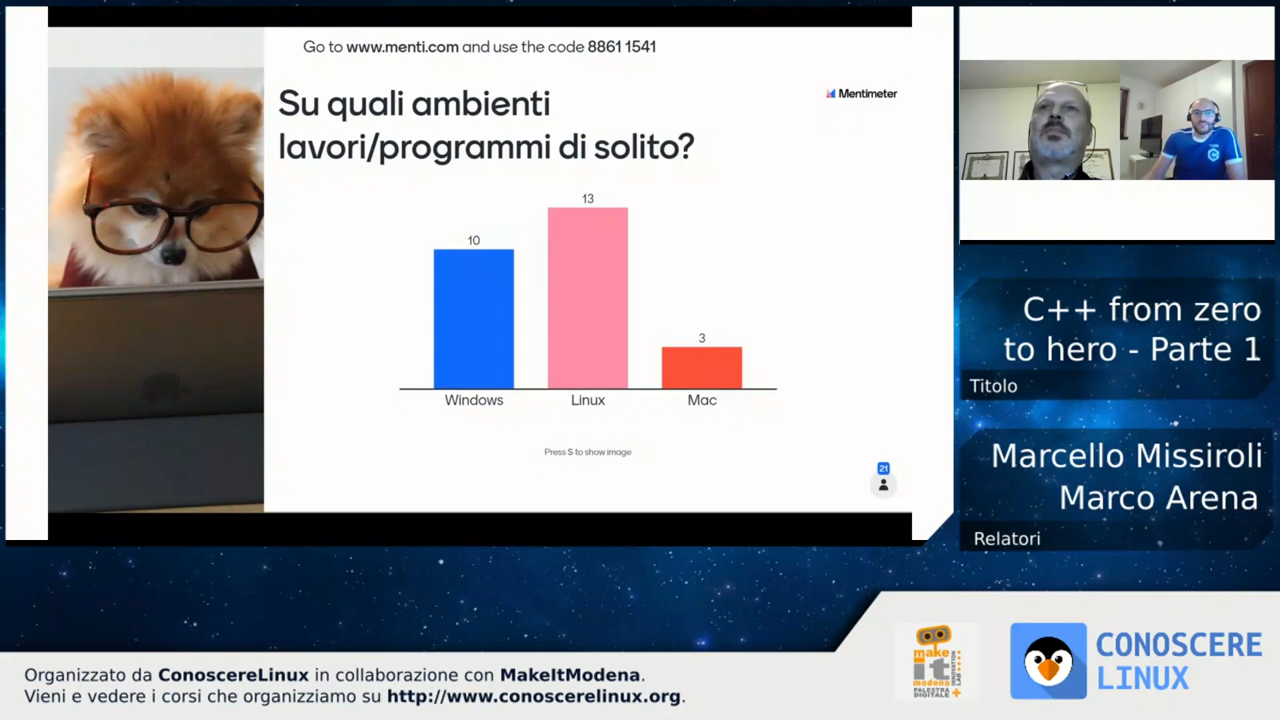 Go to www.menti.com and use the code 8861 1541
Su quali ambienti
lavori/programmi di solito?
Mentimeter
10
13
3
Windows
Linux
Mac
Press S to show image
21
C++ from zero
to hero - Parte 1
Titolo
Marcello Missiroli
Marco Arena
Relatori
Organizzato da ConoscereLinux in collaborazione con MakeItModena.
Vieni e vedere i corsi che organizziamo su http://www.conoscerelinux.org.
make
it
modena
PALESTRA
DIGITALE
INNOVATION
LAB
CONOSCERE
LINUX